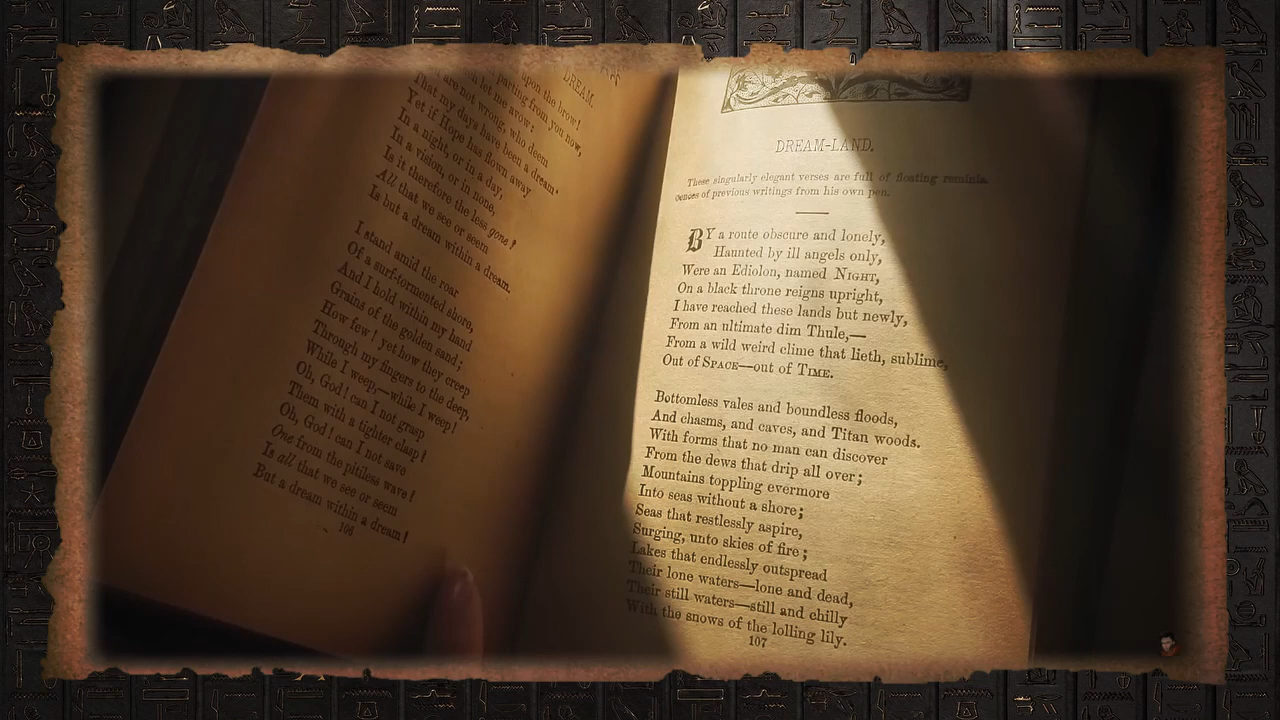 DREAM.
upon the brow!
parting from you now,
let me avow:
are not wrong, who deem
That my days have been a dream
Yet if Hope has flown away
In a night, or in a day,
In a vision, or in none,
Is it therefore the less gone?
All that we see or seem
Is but a dream within a dream.
I stand amid the roar
Of a surf-tormented shore,
And I hold within my hand
Grains of the golden sand;
How few! yet how they creep
Through my fingers to the deep,
While I weep,—while I weep!
Oh, God! can I not grasp
Them with a tighter clasp?
Oh, God! can I not save
One from the pitiless wave?
Is all that we see or seem
But a dream within a dream?
106
DREAM-LAND.
These singularly elegant verses are full of floating reminis-
cences of previous writings from his own pen.
BY a route obscure and lonely,
Haunted by ill angels only,
Were an Ediolon, named NIGHT,
On a black throne reigns upright,
I have reached these lands but newly,
From an ultimate dim Thule,—
From a wild weird clime that lieth, sublime,
Out of SPACE—out of TIME.
Bottomless vales and boundless floods,
And chasms, and caves, and Titan woods.
With forms that no man can discover
From the dews that drip all over;
Mountains toppling evermore
Into seas without a shore;
Seas that restlessly aspire,
Surging, unto skies of fire;
Lakes that endlessly outspread
Their lone waters—lone and dead,
Their still waters—still and chilly
With the snows of the lolling lily.
107